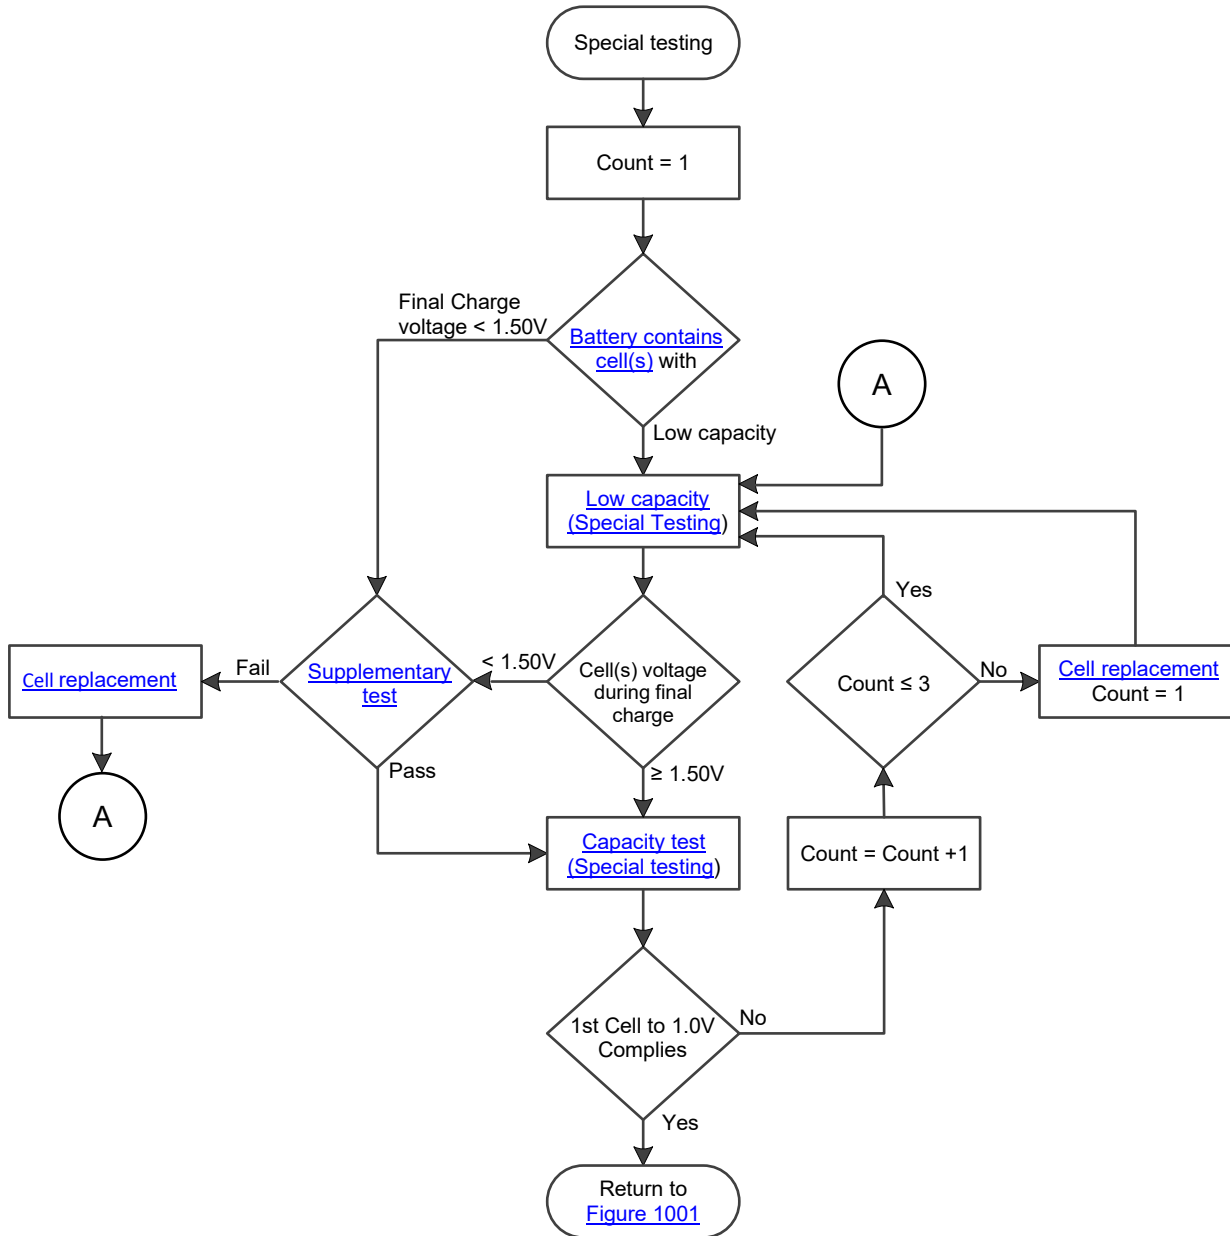 Special testing
Count = 1
Final Charge
voltage < 1.50V
Battery contains
cell(s) with
A
Low capacity
Low capacity
(Special Testing)
Yes
Cell replacement
Fail
Supplementary
test
< 1.50V
Cell(s) voltage
during final
charge
Count ≤ 3
No
Cell replacement
Count = 1
Pass
≥ 1.50V
A
Capacity test
(Special testing)
Count = Count +1
1st Cell to 1.0V
Complies
No
Yes
Return to
Figure 1001